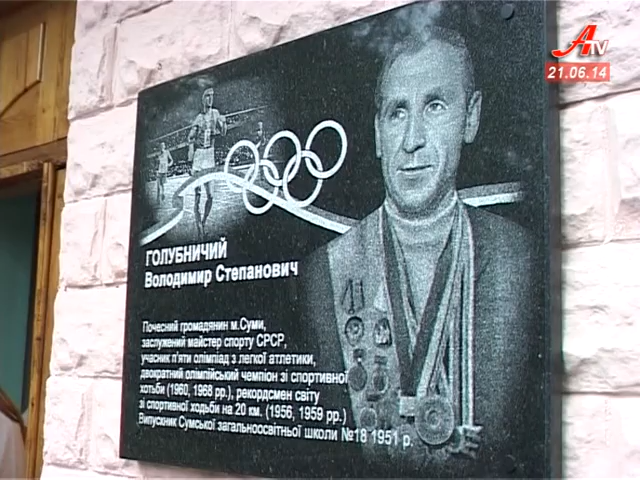 ATV
21.06.14
ГОЛУБНИЧИЙ
Володимир Степанович
Почесний громадянин м.Суми,
заслужений майстер спорту СРСР,
учасник п'яти олімпіад з легкої атлетики,
двократний олімпійський чемпіон зі спортивної
хотьби (1960, 1968 рр.), рекордсмен світу
зі спортивної ходьби на 20 км. (1956, 1959 рр.)
Випускник Сумської загальноосвітньої школи №18 1951 р.